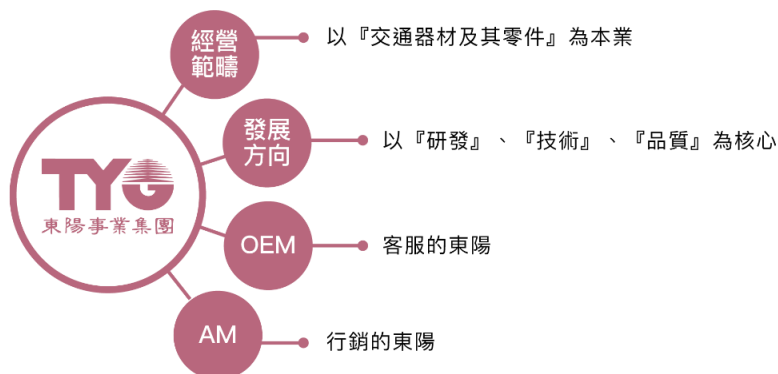 經營
範疇
以『交通器材及其零件』為本業
發展
方向
以『研發』、『技術』、『品質』為核心
TYG
東陽事業集團
OEM
客服的東陽
AM
行銷的東陽